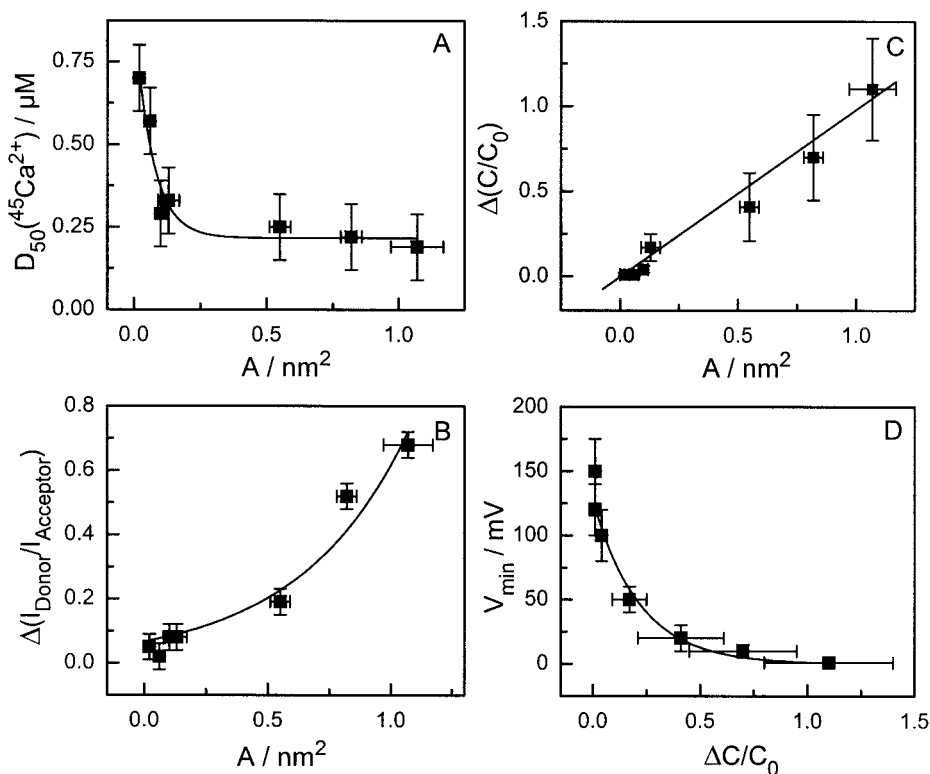 A
D50(45Ca2+) / µM
0.75
0.50
0.25
0.00
0.0 0.5 1.0
A / nm2
C
Δ(C/C0)
1.5
1.0
0.5
0.0
0.0 0.5 1.0
A / nm2
B
Δ(IDonor/IAcceptor)
0.8
0.6
0.4
0.2
0.0
0.0 0.5 1.0
A / nm2
D
Vmin / mV
200
150
100
50
0
0.0 0.5 1.0 1.5
ΔC/C0